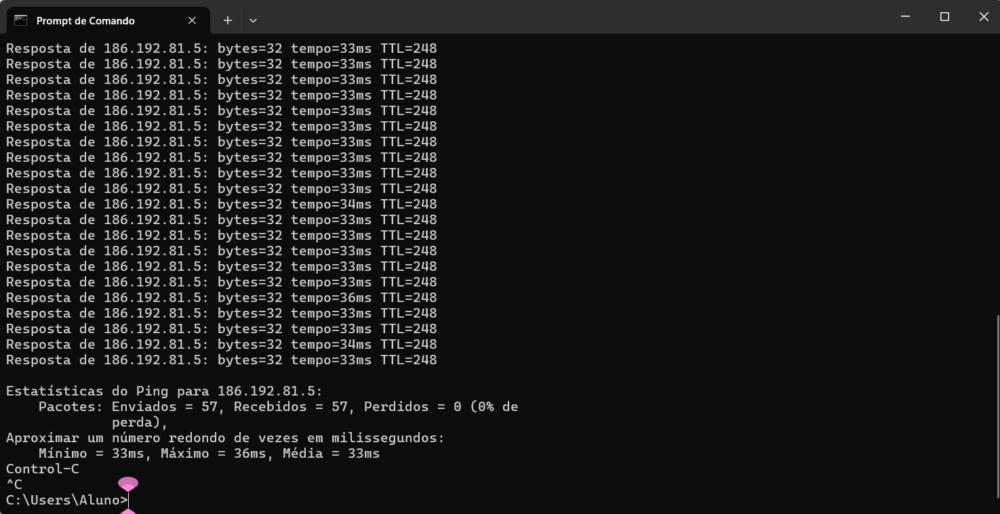 Prompt de Comando
Resposta de 186.192.81.5: bytes=32 tempo=33ms TTL=248
Resposta de 186.192.81.5: bytes=32 tempo=33ms TTL=248
Resposta de 186.192.81.5: bytes=32 tempo=33ms TTL=248
Resposta de 186.192.81.5: bytes=32 tempo=33ms TTL=248
Resposta de 186.192.81.5: bytes=32 tempo=33ms TTL=248
Resposta de 186.192.81.5: bytes=32 tempo=33ms TTL=248
Resposta de 186.192.81.5: bytes=32 tempo=33ms TTL=248
Resposta de 186.192.81.5: bytes=32 tempo=33ms TTL=248
Resposta de 186.192.81.5: bytes=32 tempo=33ms TTL=248
Resposta de 186.192.81.5: bytes=32 tempo=33ms TTL=248
Resposta de 186.192.81.5: bytes=32 tempo=34ms TTL=248
Resposta de 186.192.81.5: bytes=32 tempo=33ms TTL=248
Resposta de 186.192.81.5: bytes=32 tempo=33ms TTL=248
Resposta de 186.192.81.5: bytes=32 tempo=33ms TTL=248
Resposta de 186.192.81.5: bytes=32 tempo=33ms TTL=248
Resposta de 186.192.81.5: bytes=32 tempo=33ms TTL=248
Resposta de 186.192.81.5: bytes=32 tempo=36ms TTL=248
Resposta de 186.192.81.5: bytes=32 tempo=33ms TTL=248
Resposta de 186.192.81.5: bytes=32 tempo=33ms TTL=248
Resposta de 186.192.81.5: bytes=32 tempo=34ms TTL=248
Resposta de 186.192.81.5: bytes=32 tempo=33ms TTL=248
Estatísticas do Ping para 186.192.81.5:
Pacotes: Enviados = 57, Recebidos = 57, Perdidos = 0 (0% de
perda),
Aproximar um número redondo de vezes em milissegundos:
Mínimo = 33ms, Máximo = 36ms, Média = 33ms
Control-C
^C
C:\Users\Aluno>